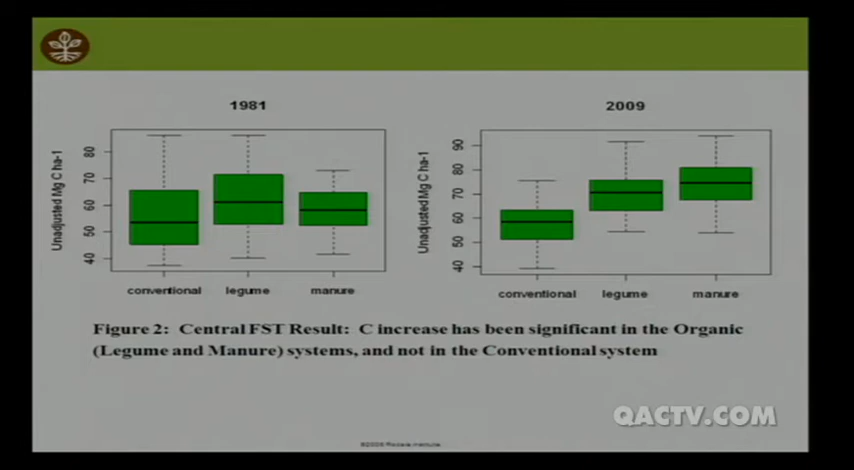 1981
2009
Unadjusted Mg C ha-1
80
70
60
50
40
conventional
legume
manure
Unadjusted Mg C ha-1
90
80
70
60
50
40
conventional
legume
manure
Figure 2: Central FST Result: C increase has been significant in the Organic
(Legume and Manure) systems, and not in the Conventional system
QACTV.COM